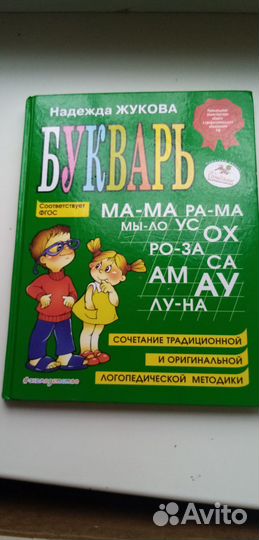 Надежда ЖУКОВА
БУКВАРЬ
Соответствует
ФГОС
МА-МА РА-МА
МЫ-ЛО УС
ОХ
РО-ЗА
СА
АМ АУ
ЛУ-НА
СОЧЕТАНИЕ ТРАДИЦИОННОЙ
И ОРИГИНАЛЬНОЙ
ЛОГОПЕДИЧЕСКОЙ МЕТОДИКИ
Avito